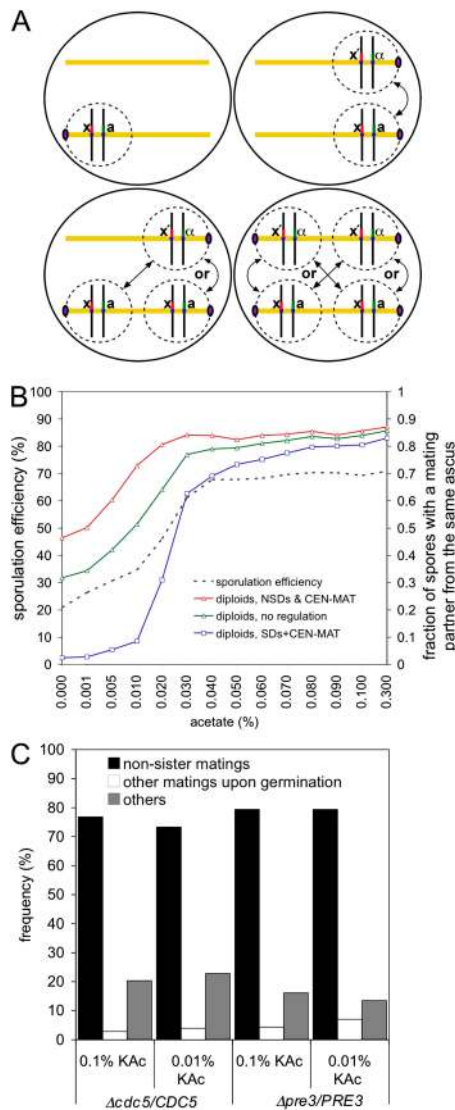 A
x' α
x a
x a
x' α
x' α x' α
or
or or
x a x a
x a x a
B
sporulation efficiency (%)
100
90
80
70
60
50
40
30
20
10
0
1
0.9
0.8
0.7
0.6
0.5
0.4
0.3
0.2
0.1
0
fraction of spores with a mating
partner from the same ascus
sporulation efficiency
diploids, NSDs & CEN-MAT
diploids, no regulation
diploids, SDs+CEN-MAT
0.000 0.001 0.005 0.010 0.020 0.030 0.040 0.050 0.060 0.070 0.080 0.090 0.100 0.300
acetate (%)
C
non-sister matings
other matings upon germination
others
frequency (%)
100
90
80
70
60
50
40
30
20
10
0
0.1% KAc 0.01% KAc 0.1% KAc 0.01% KAc
Δcdc5/CDC5 Δpre3/PRE3